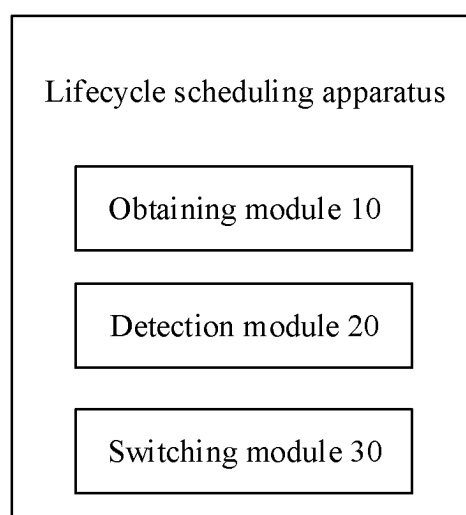 Lifecycle scheduling apparatus
Obtaining module 10
Detection module 20
Switching module 30